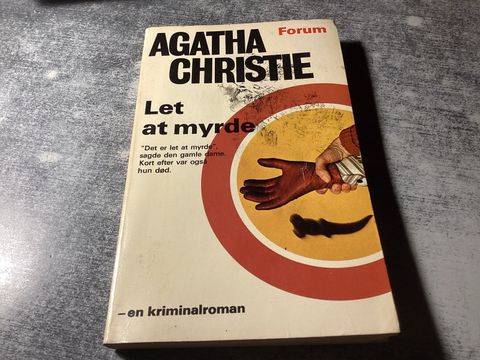 Forum
AGATHA
CHRISTIE
Let
at myrde
"Det er let at myrde",
sagde den gamle dame.
Kort efter var også
hun død.
– en kriminalroman